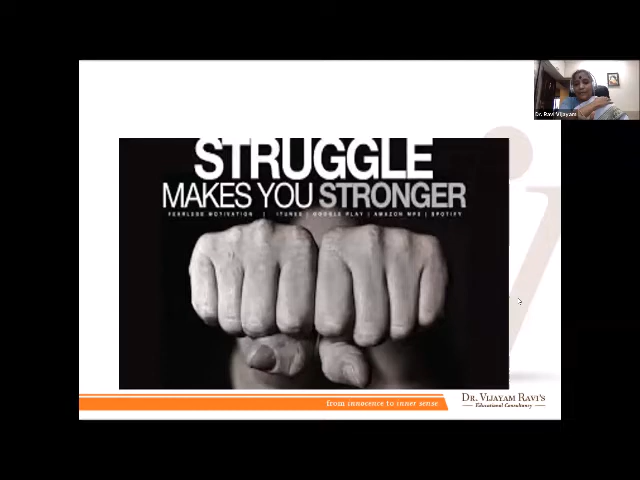 Dr. Ravi Vijayam
STRUGGLE
MAKES YOU STRONGER
FEARLESS MOTIVATION | ITUNES | GOOGLE PLAY | AMAZON MP3 | SPOTIFY
from innocence to inner sense
DR. VIJAYAM RAVI'S
Educational Consultancy